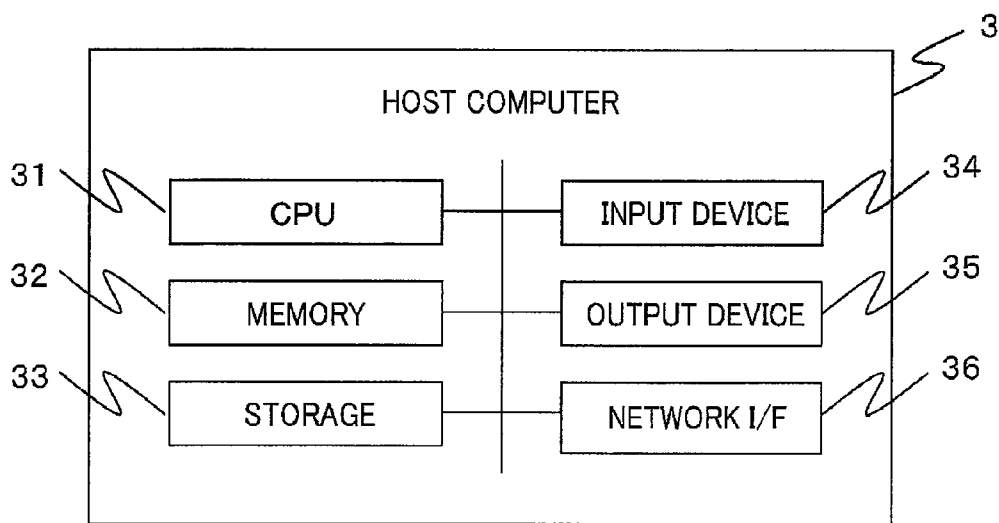 3
HOST COMPUTER
31
CPU
INPUT DEVICE
34
32
MEMORY
OUTPUT DEVICE
35
33
STORAGE
NETWORK I/F
36